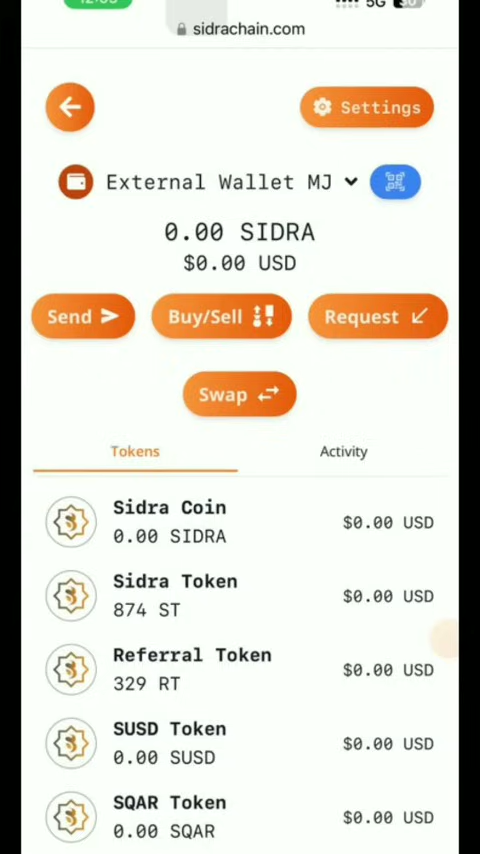 5G
sidrachain.com
Settings
External Wallet MJ
0.00 SIDRA
$0.00 USD
Send
Buy/Sell
Request
Swap
Tokens
Activity
Sidra Coin
0.00 SIDRA
$0.00 USD
Sidra Token
874 ST
$0.00 USD
Referral Token
329 RT
$0.00 USD
SUSD Token
0.00 SUSD
$0.00 USD
SQAR Token
0.00 SQAR
$0.00 USD